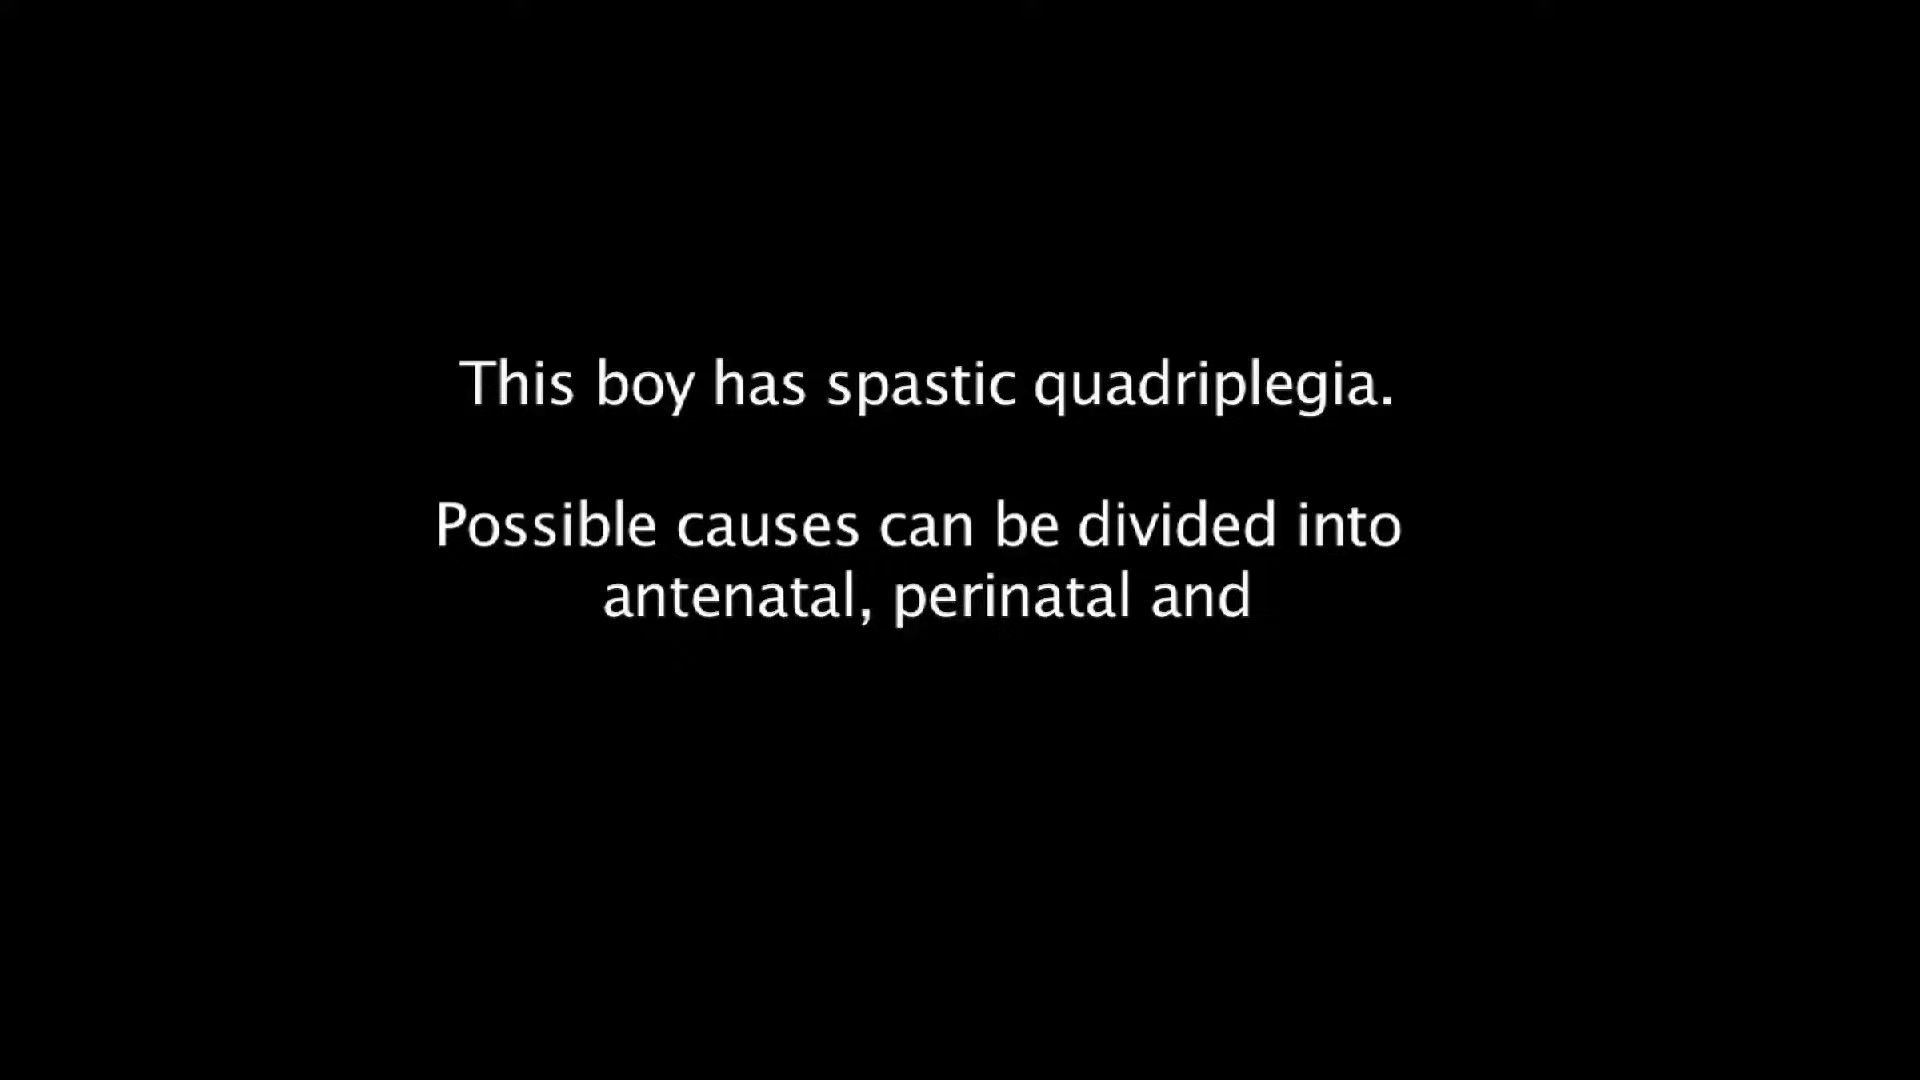 This boy has spastic quadriplegia.
Possible causes can be divided into
antenatal, perinatal and